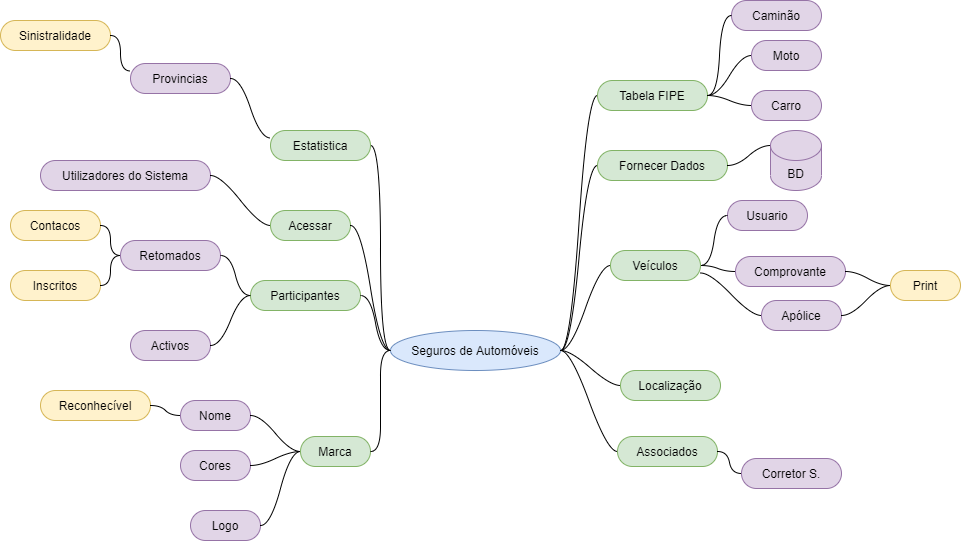 Sinistralidade
Provincias
Estatistica
Utilizadores do Sistema
Acessar
Contacos
Retomados
Inscritos
Participantes
Activos
Reconhecível
Nome
Marca
Cores
Logo
Seguros de Automóveis
Caminão
Moto
Tabela FIPE
Carro
Fornecer Dados
BD
Usuario
Veículos
Comprovante
Print
Apólice
Localização
Associados
Corretor S.